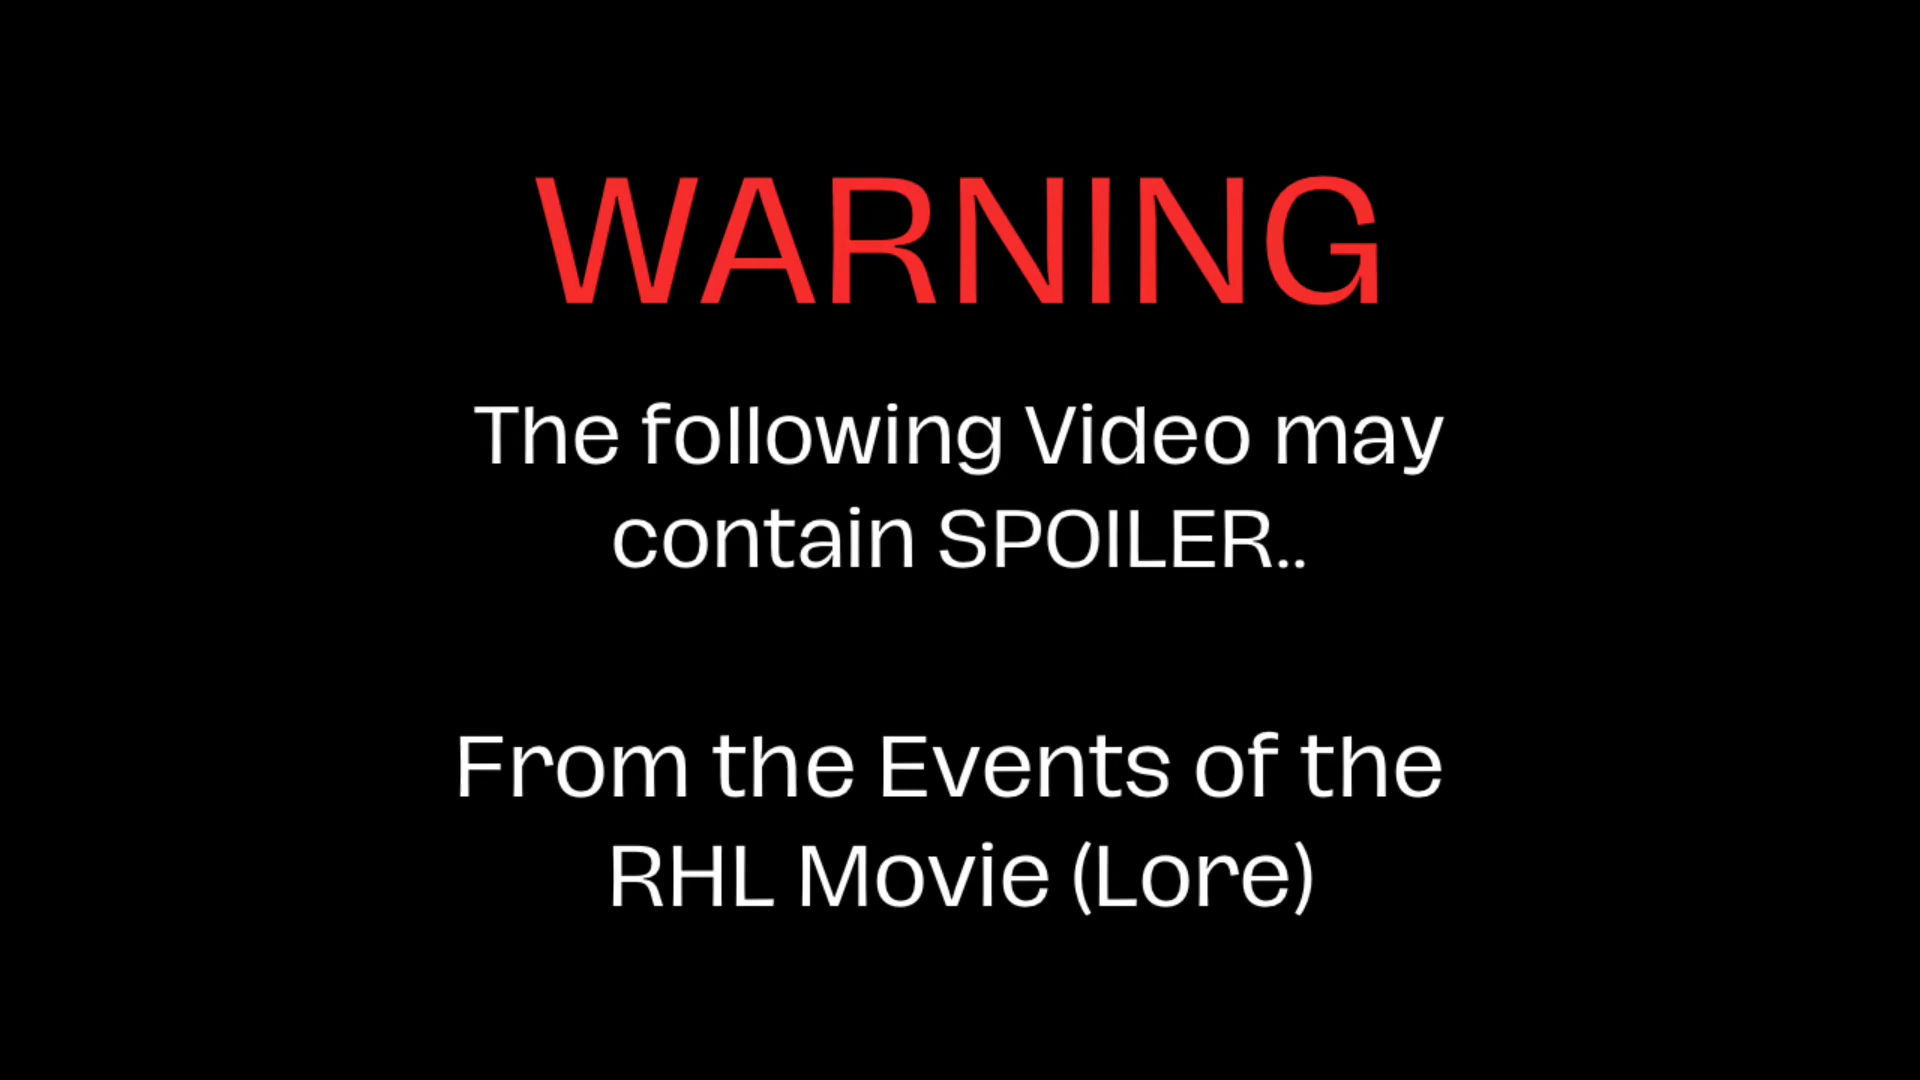 WARNING
The following Video may
contain SPOILER..
From the Events of the
RHL Movie (Lore)